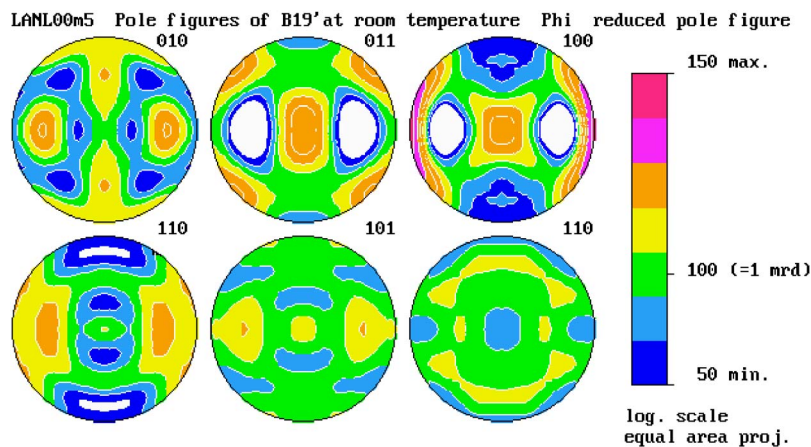 LANL00m5 Pole figures of B19'at room temperature Phi reduced pole figure
010 011 100
150 max.
110 101 110
100 (=1 mrd)
50 min.
log. scale
equal area proj.